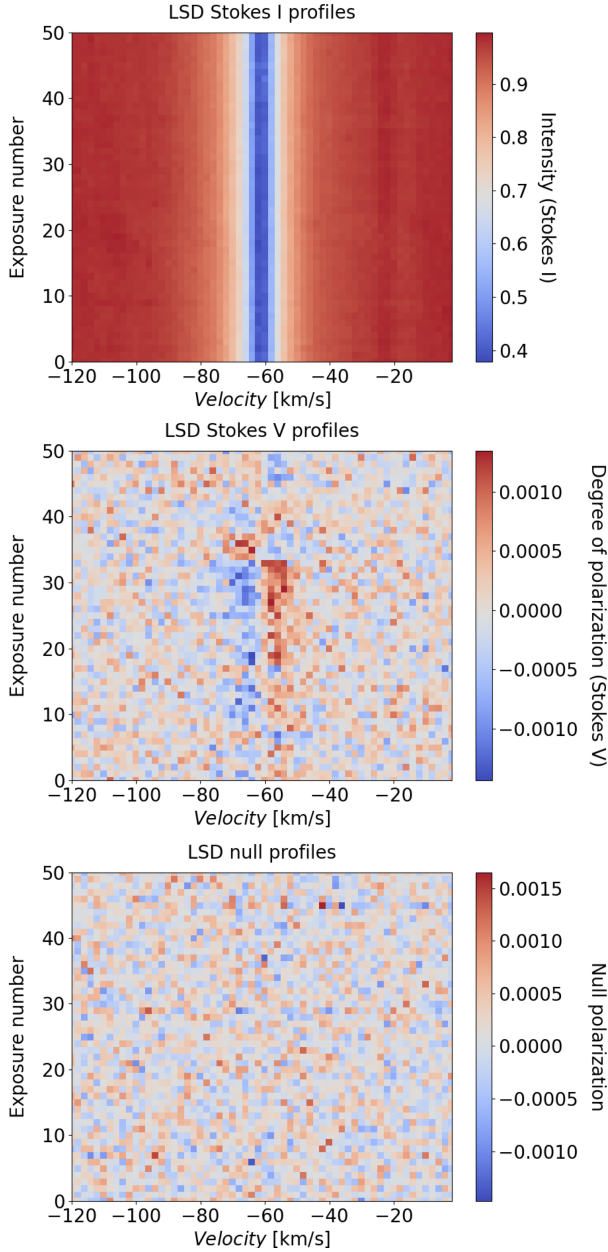 LSD Stokes I profiles
50
40
30
20
10
0
Exposure number
−120 −100 −80 −60 −40 −20
Velocity [km/s]
0.9
0.8
0.7
0.6
0.5
0.4
Intensity (Stokes I)
LSD Stokes V profiles
50
40
30
20
10
0
Exposure number
−120 −100 −80 −60 −40 −20
Velocity [km/s]
0.0010
0.0005
0.0000
−0.0005
−0.0010
Degree of polarization (Stokes V)
LSD null profiles
50
40
30
20
10
0
Exposure number
−120 −100 −80 −60 −40 −20
Velocity [km/s]
0.0015
0.0010
0.0005
0.0000
−0.0005
−0.0010
Null polarization